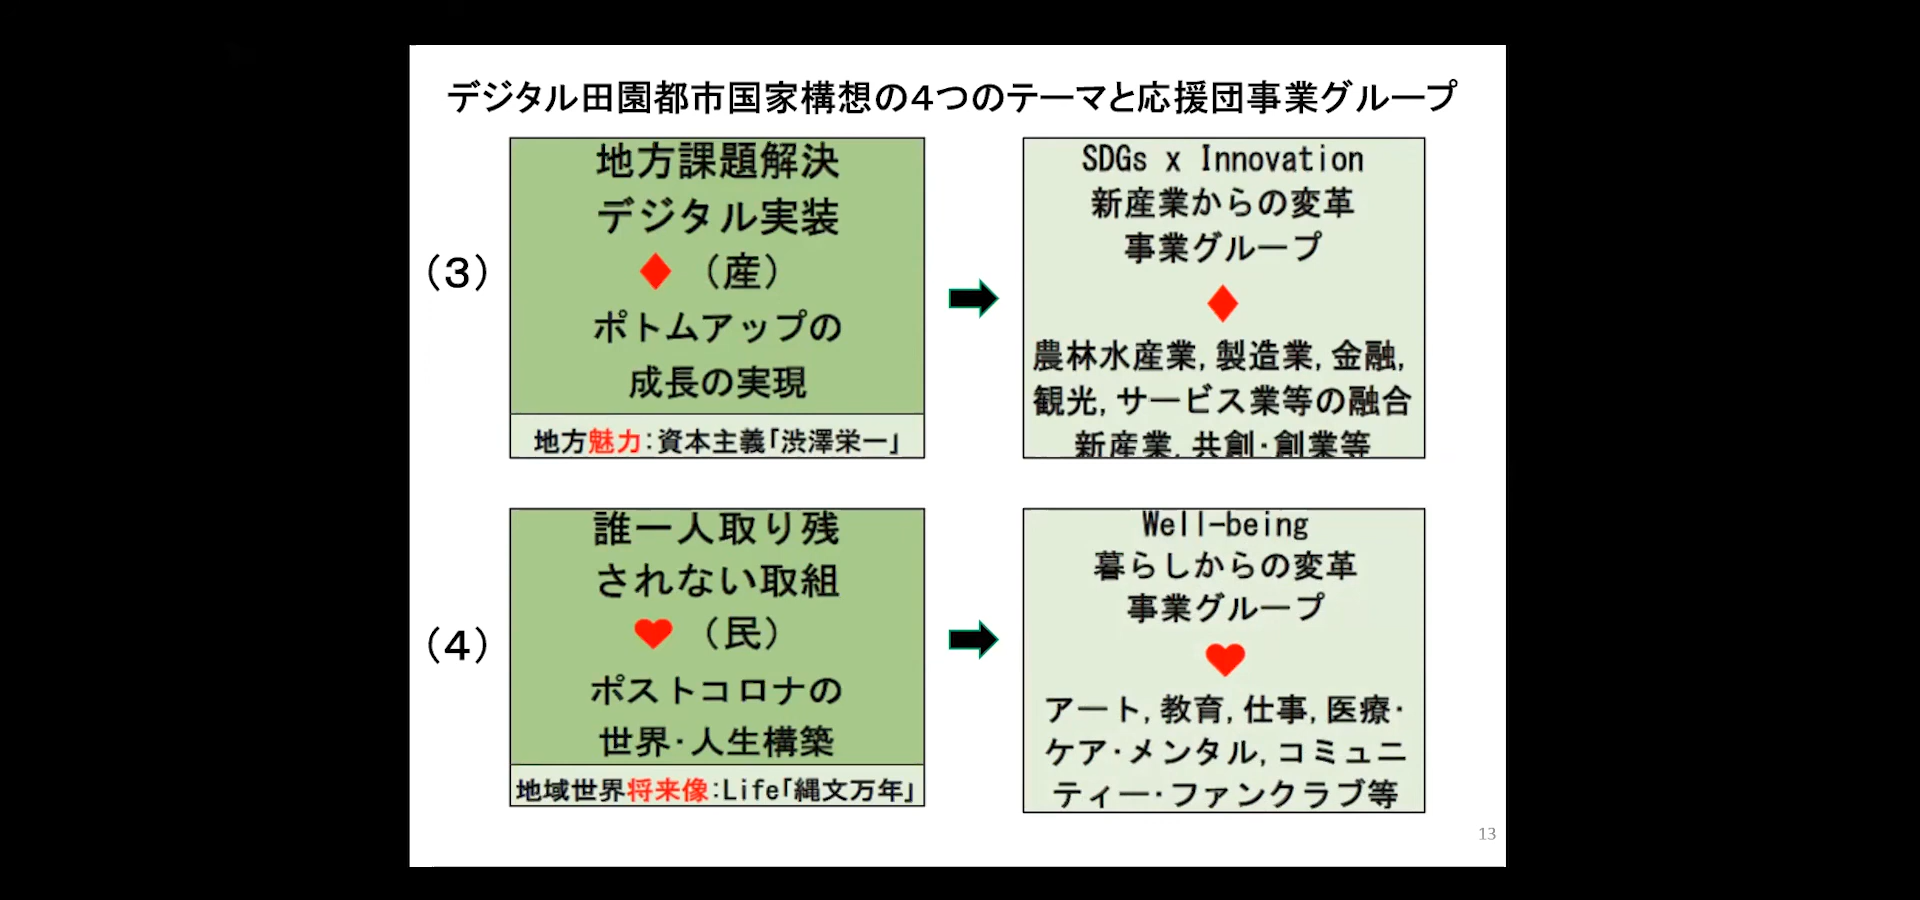 デジタル田園都市国家構想の4つのテーマと応援団事業グループ
(3)
地方課題解決
デジタル実装
♦（産）
ボトムアップの
成長の実現
地方魅力:資本主義「渋澤栄一」
SDGs x Innovation
新産業からの変革
事業グループ
♦
農林水産業,製造業,金融,
観光,サービス業等の融合
新産業,共創·創業等
(4)
誰一人取り残
されない取組
♥（民）
ポストコロナの
世界·人生構築
地域世界将来像:Life「縄文万年」
Well-being
暮らしからの変革
事業グループ
♥
アート,教育,仕事,医療·
ケア·メンタル,コミュニ
ティー·ファンクラブ等
13